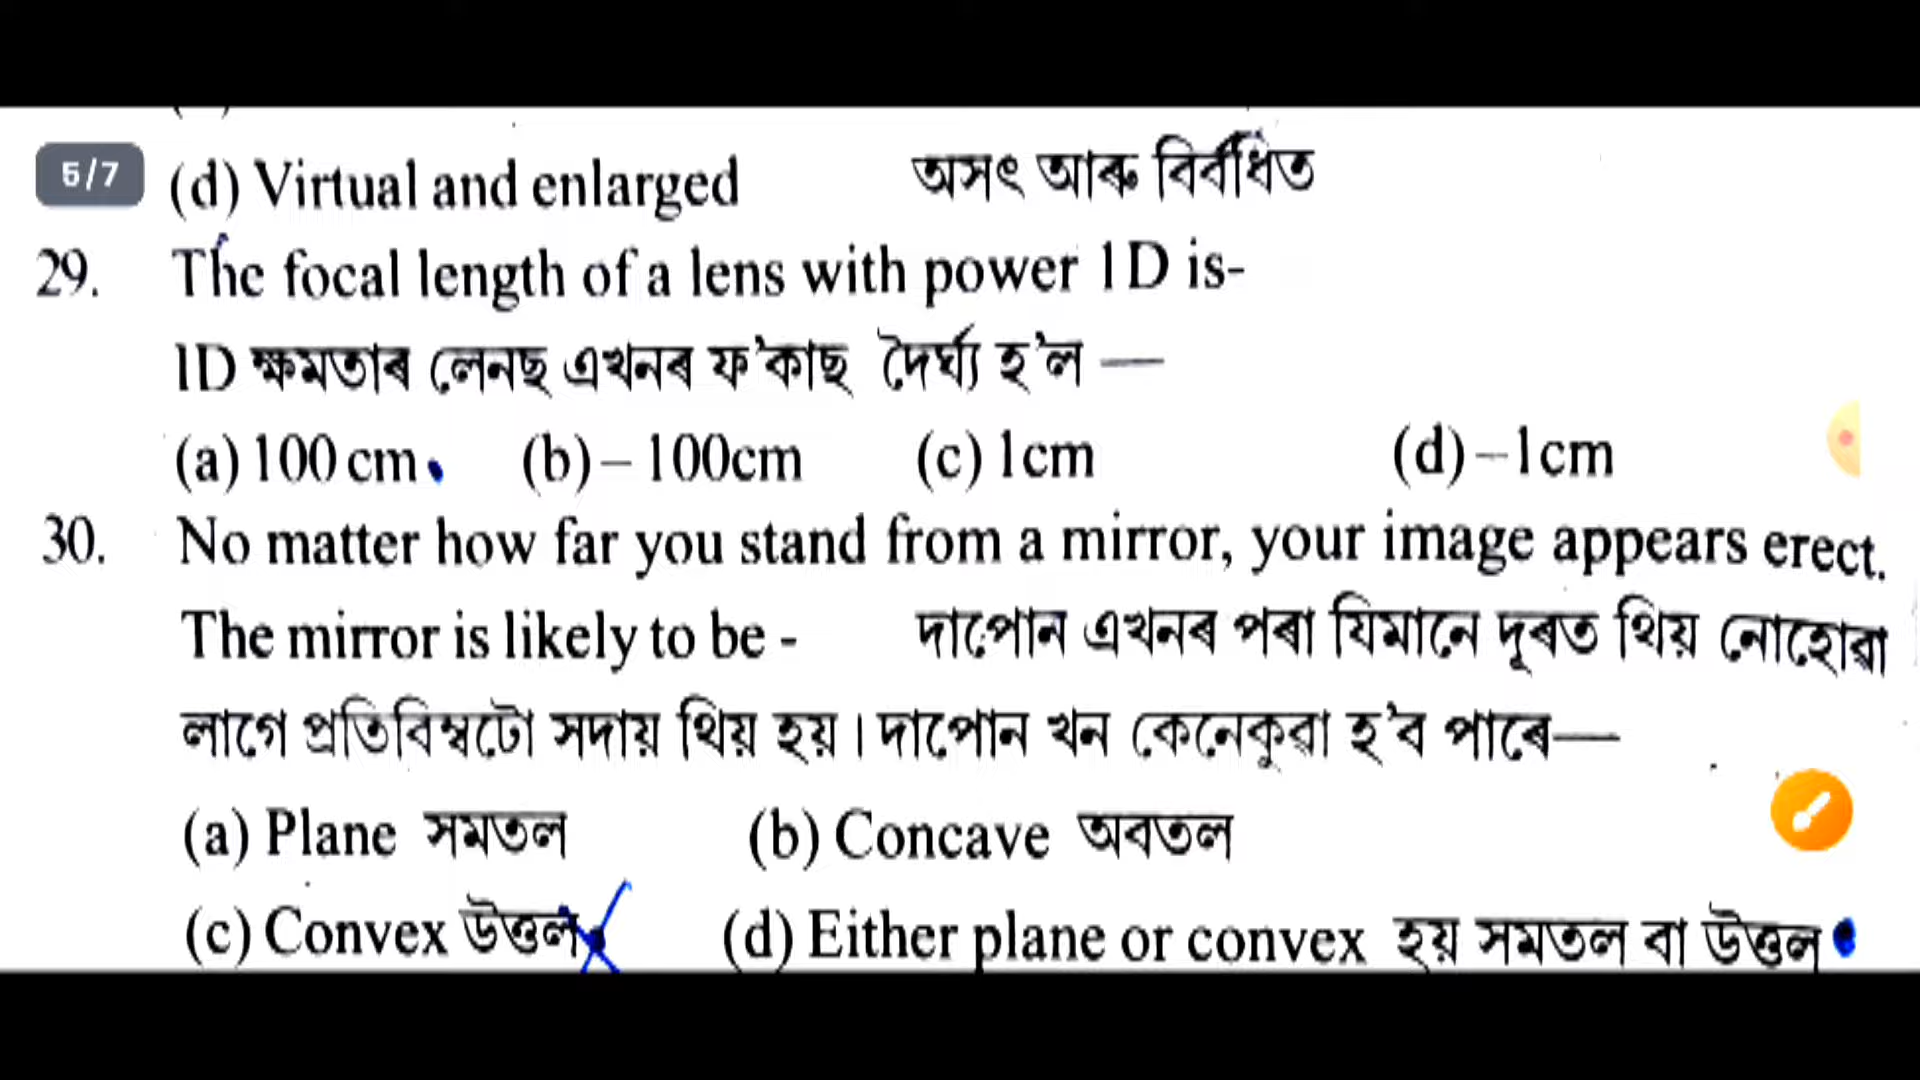 5/7
(d) Virtual and enlarged অসৎ আৰু বিৰ্বধিত
29. The focal length of a lens with power 1D is-
1D ক্ষমতাৰ লেনছ এখনৰ ফ'কাছ দৈৰ্ঘ্য হ'ল —
(a) 100 cm (b) – 100cm (c) 1cm (d) –1cm
30. No matter how far you stand from a mirror, your image appears erect.
The mirror is likely to be - দাপোন এখনৰ পৰা যিমানে দূৰত থিয় নোহোৱা
লাগে প্ৰতিবিম্বটো সদায় থিয় হয়। দাপোন খন কেনেকুৱা হ'ব পাৰে—
(a) Plane সমতল (b) Concave অবতল
(c) Convex উত্তল (d) Either plane or convex হয় সমতল বা উত্তল